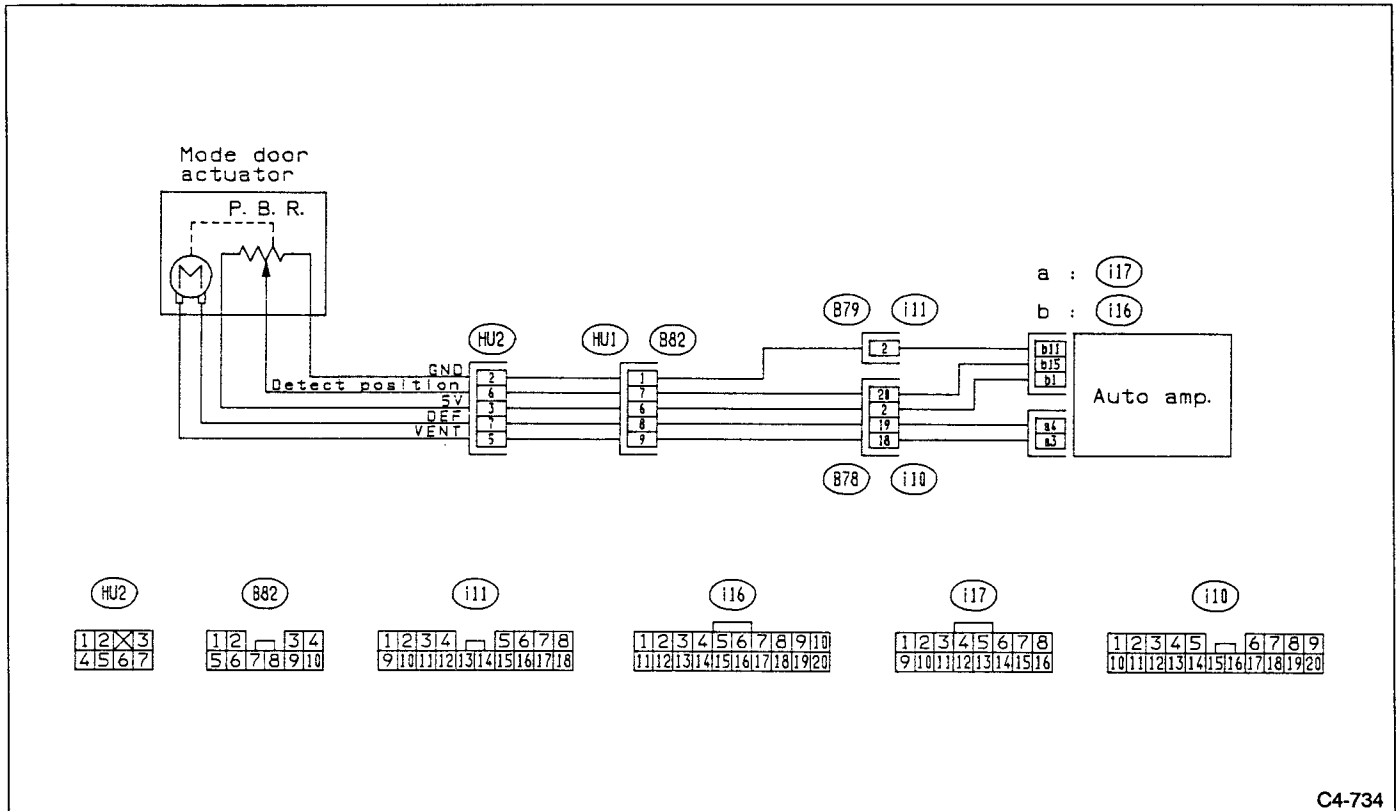 Mode door
actuator
P. B. R.
M
a : i17
b : i16
B79 i11
HU2 HU1 B82
GND 2 1 2 b11
Detect position 6 7 20 b15
5V 3 6 2 b1
DEF 7 8 19 a4
VENT 5 9 18 a3
Auto amp.
B78 i10
HU2 B82 i11 i16 i17 i10
1 2 3 1 2 3 4 1 2 3 4 5 6 7 8 1 2 3 4 5 6 7 8 9 10 1 2 3 4 5 6 7 8 1 2 3 4 5 6 7 8 9
4 5 6 7 5 6 7 8 9 10 9 10 11 12 13 14 15 16 17 18 11 12 13 14 15 16 17 18 19 20 9 10 11 12 13 14 15 16 10 11 12 13 14 15 16 17 18 19 20
C4-734